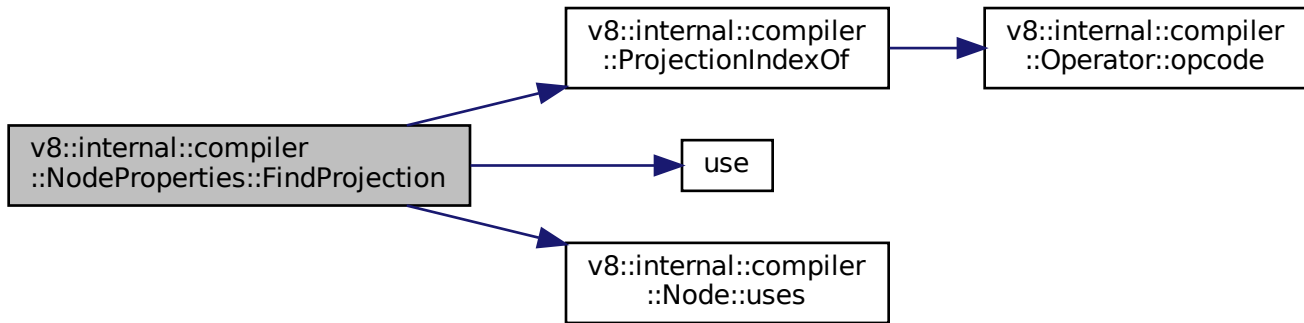 v8::internal::compiler
::ProjectionIndexOf
v8::internal::compiler
::Operator::opcode
v8::internal::compiler
::NodeProperties::FindProjection
use
v8::internal::compiler
::Node::uses